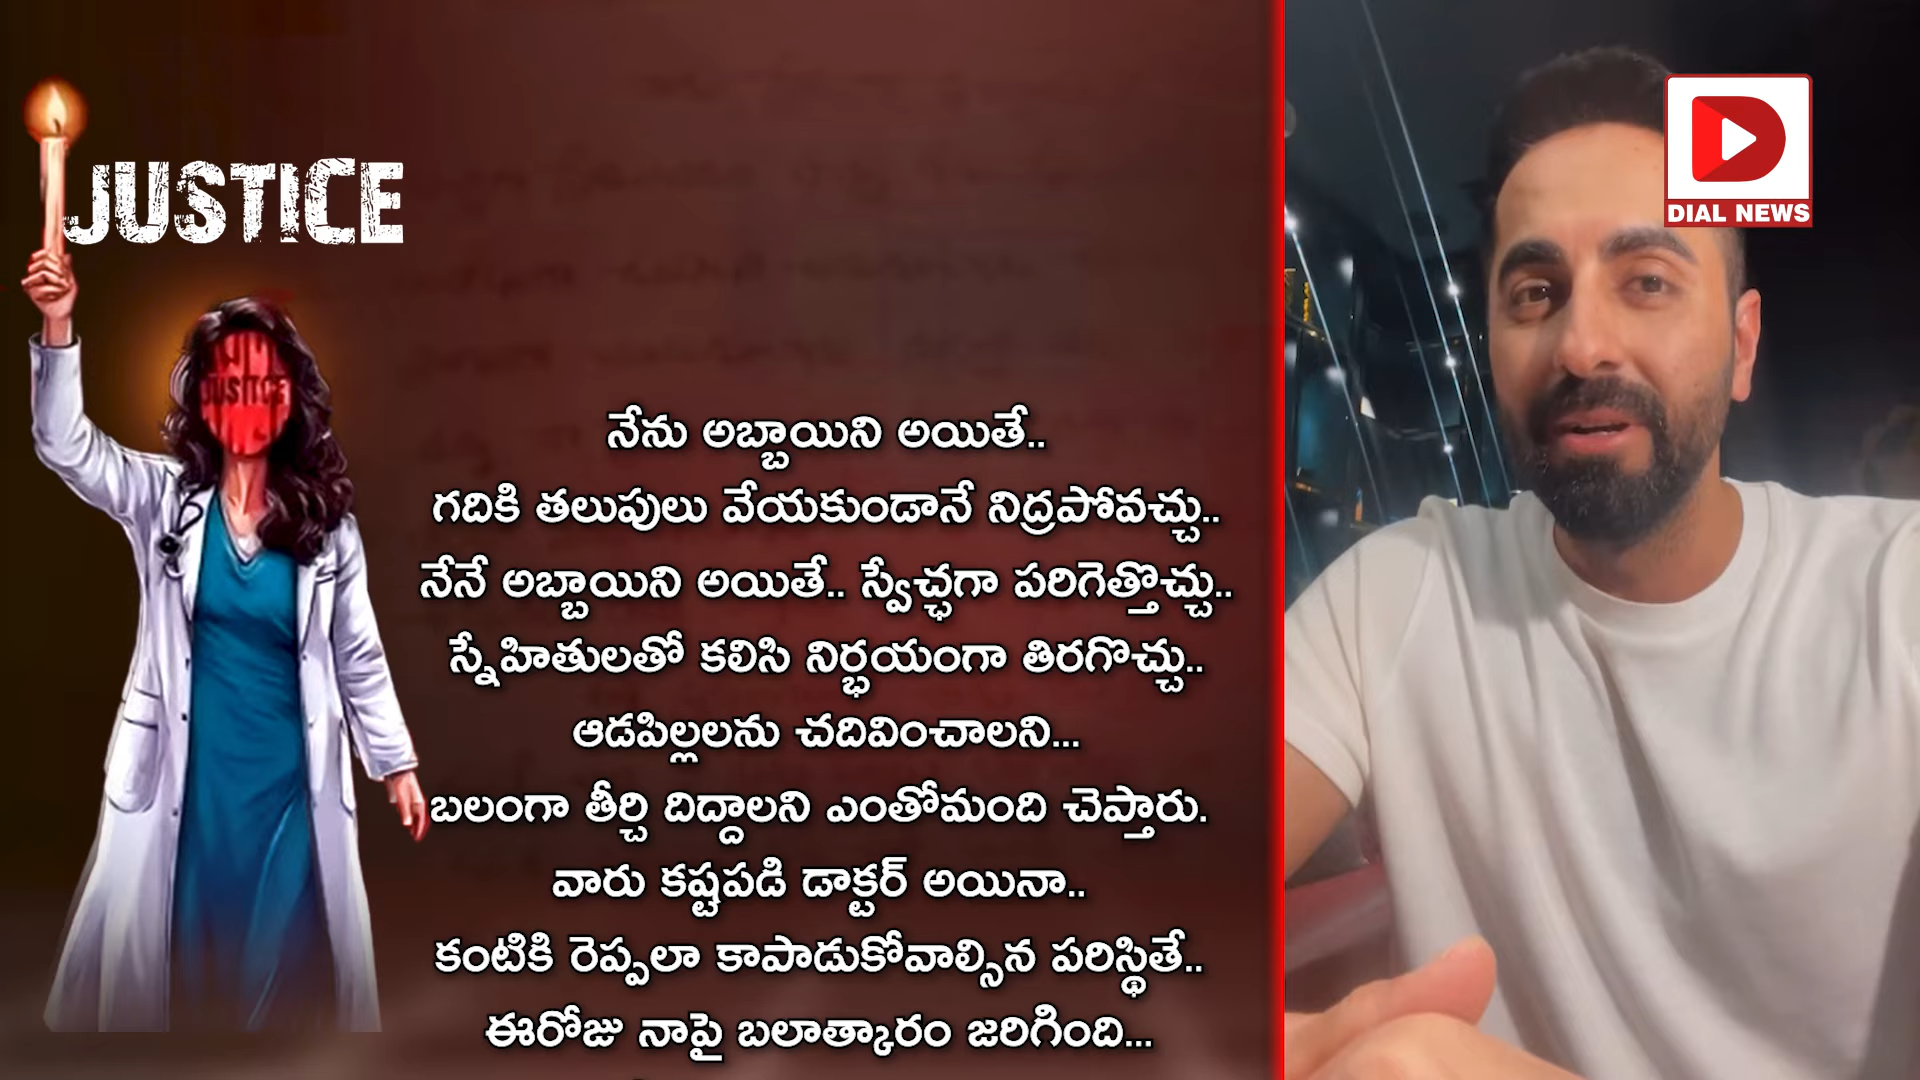 JUSTICE
JUSTICE
నేను అబ్బాయిని అయితే..
గదికి తలుపులు వేయకుండానే నిద్రపోవచ్చు..
నేనే అబ్బాయిని అయితే.. స్వేచ్ఛగా పరిగెత్తొచ్చు..
స్నేహితులతో కలిసి నిర్భయంగా తిరగొచ్చు..
ఆడపిల్లలను చదివించాలని...
బలంగా తీర్చి దిద్దాలని ఎంతోమంది చెప్తారు.
వారు కష్టపడి డాక్టర్ అయినా..
కంటికి రెప్పలా కాపాడుకోవాల్సిన పరిస్థితే..
ఈరోజు నాపై బలాత్కారం జరిగింది...
DIAL NEWS